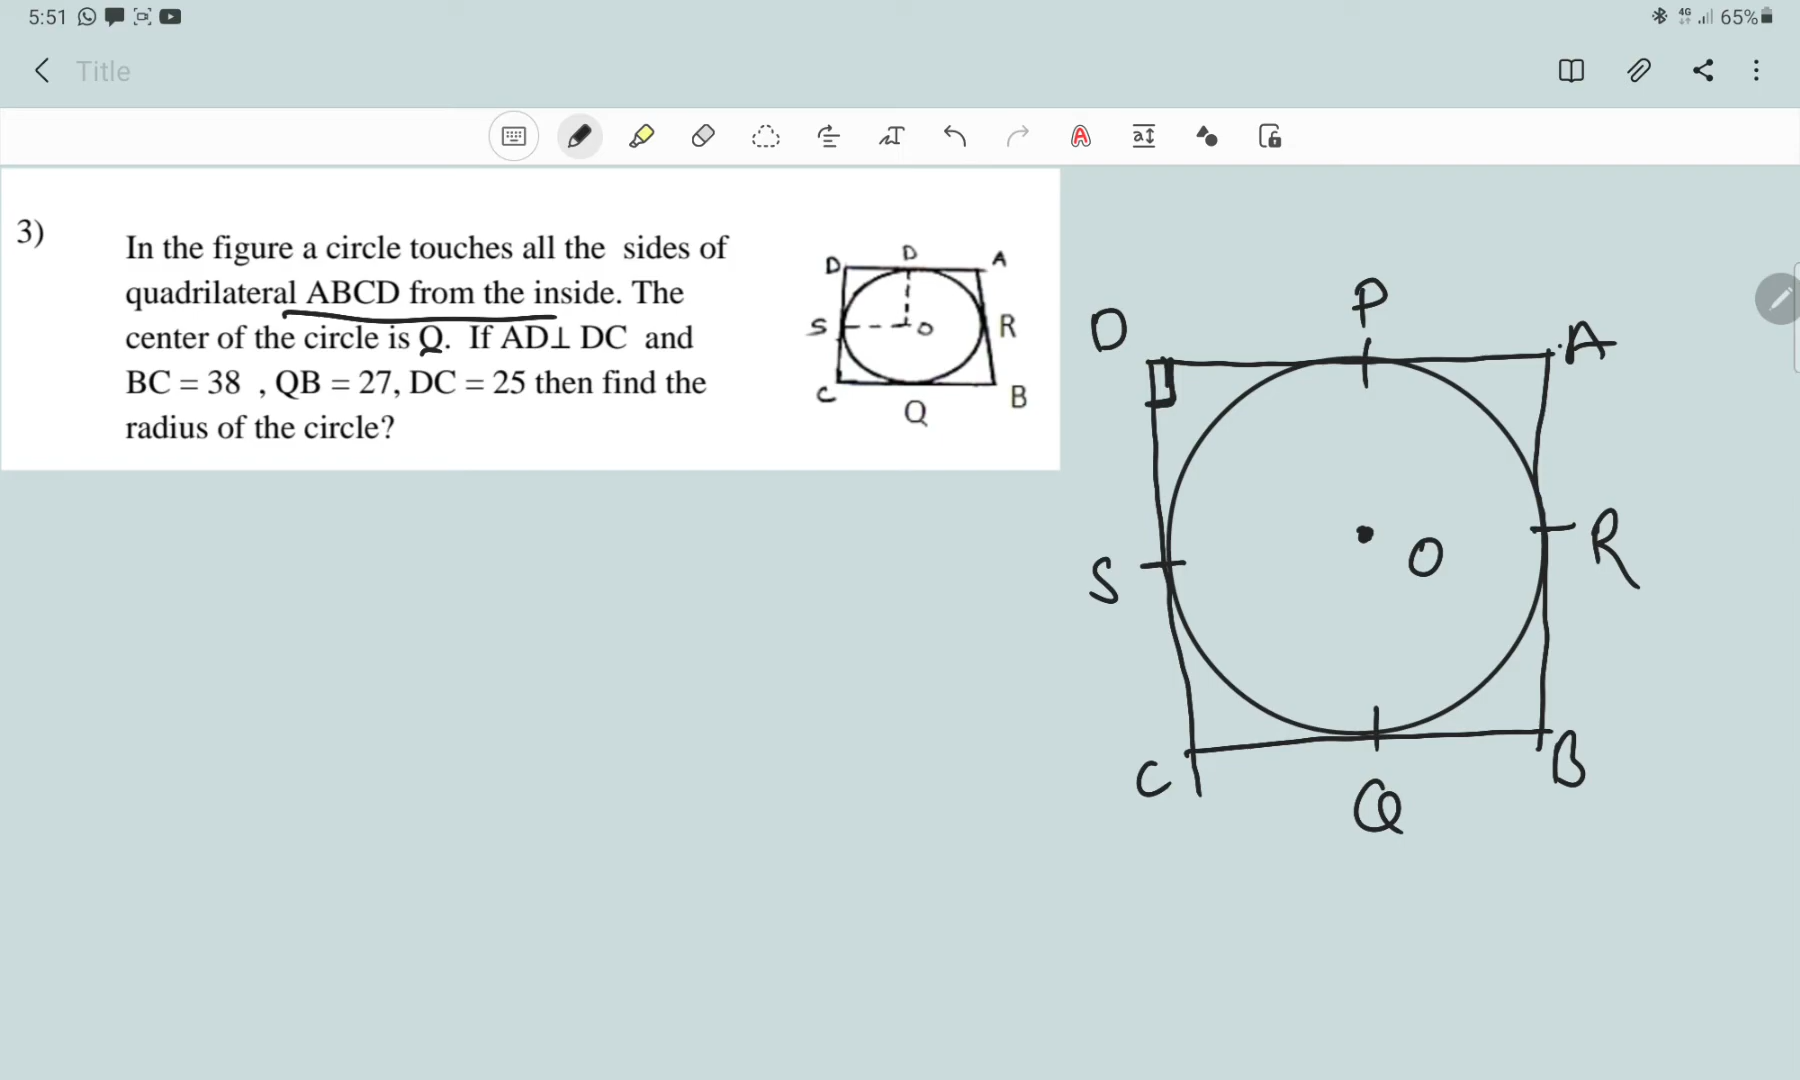 5:51
4G
65%
Title
3)
In the figure a circle touches all the sides of
quadrilateral ABCD from the inside. The
center of the circle is Q. If AD⊥ DC and
BC = 38 , QB = 27, DC = 25 then find the
radius of the circle?
D D A
S O R
C Q B
D P A
S O R
C Q B